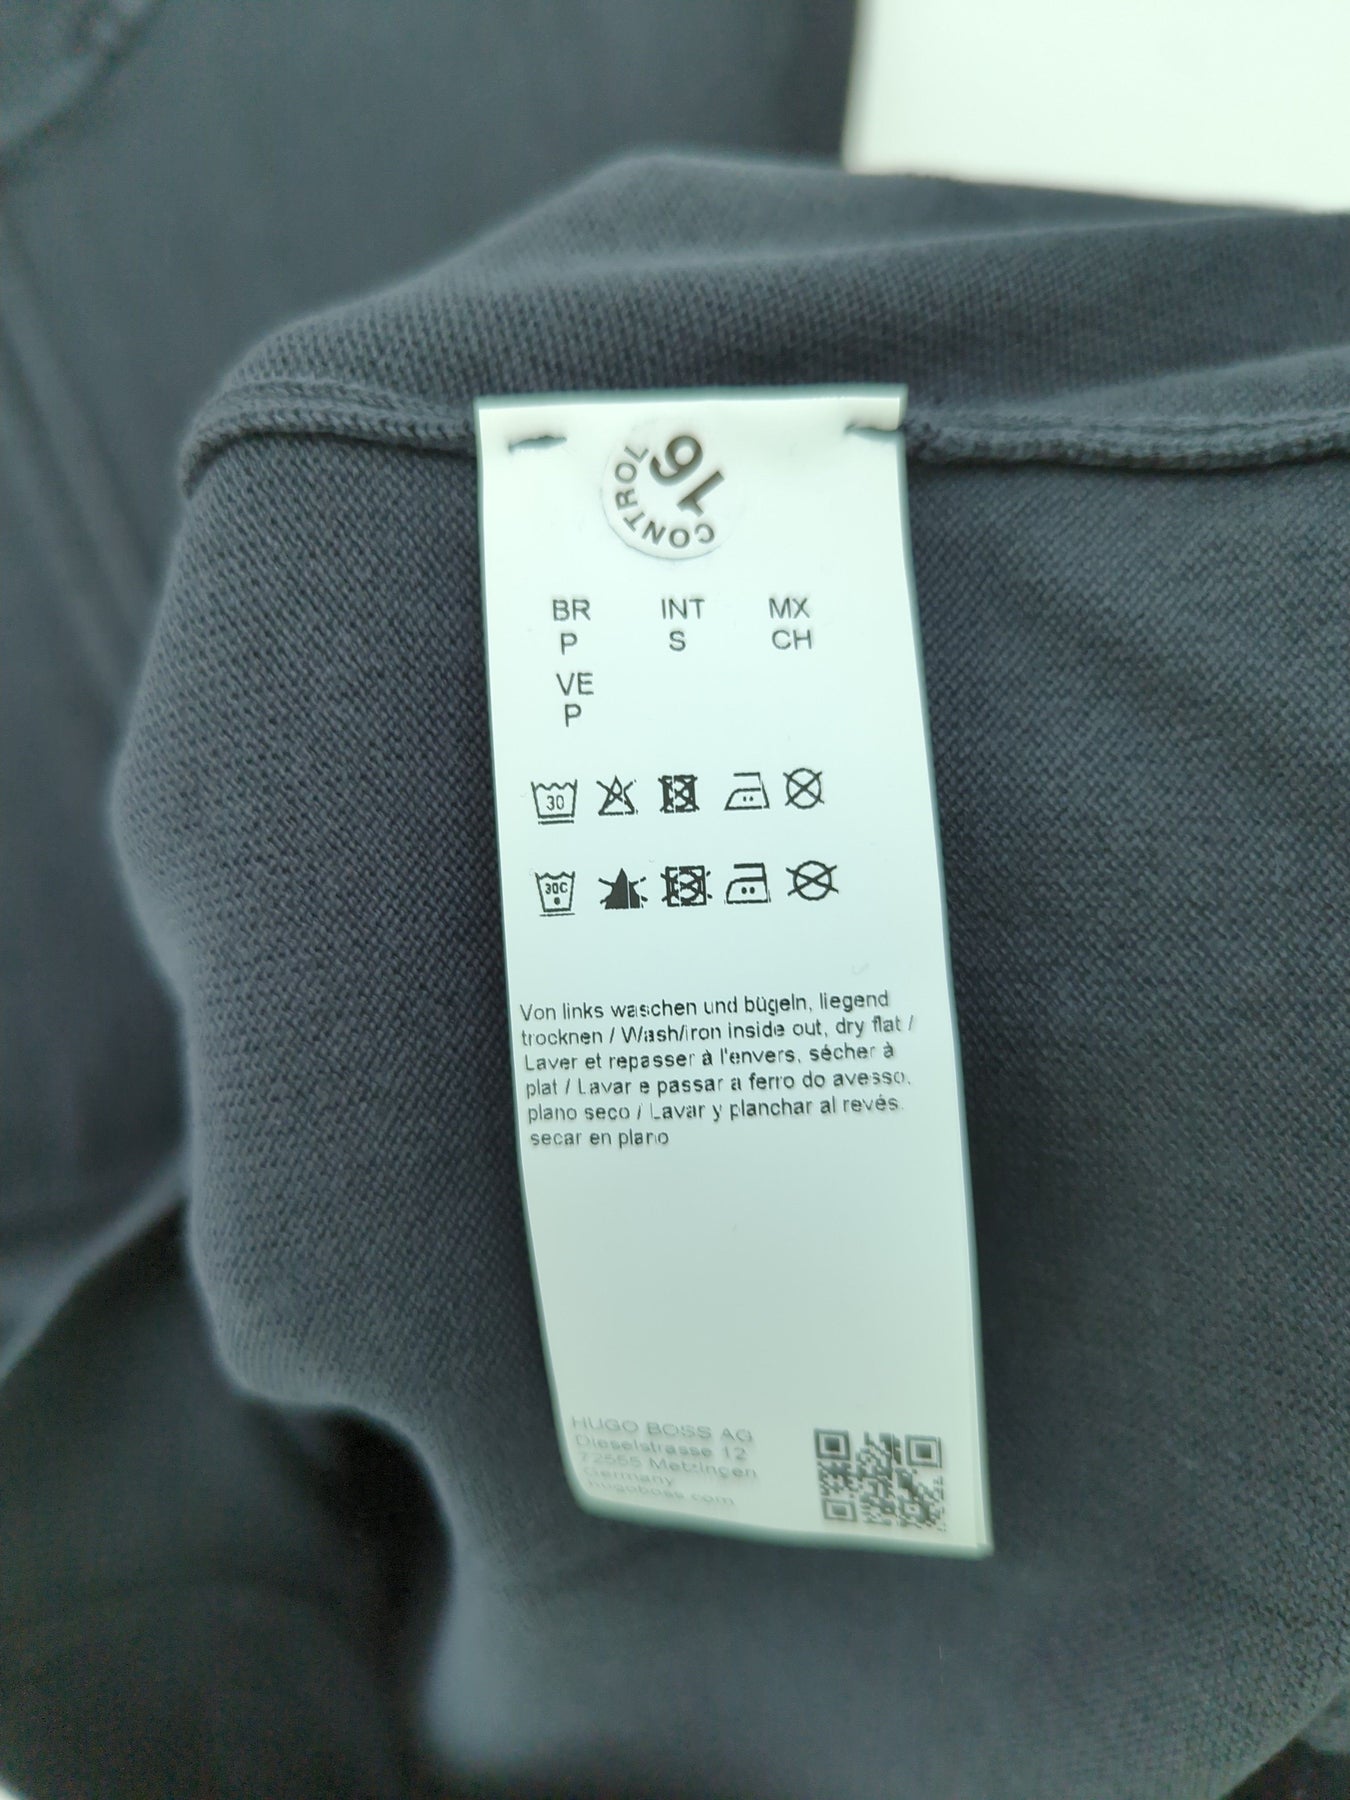 CONTROL
16
BR INT MX
P S CH
VE
P
30
30C
Von links waschen und bügeln, liegend
trocknen / Wash/iron inside out, dry flat /
Laver et repasser à l'envers, sécher à
plat / Lavar e passar a ferro do avesso,
plano seco / Lavar y planchar al revés.
secar en plano
HUGO BOSS AG
Dieselstrasse 12
72555 Metzingen
Germany
hugoboss.com